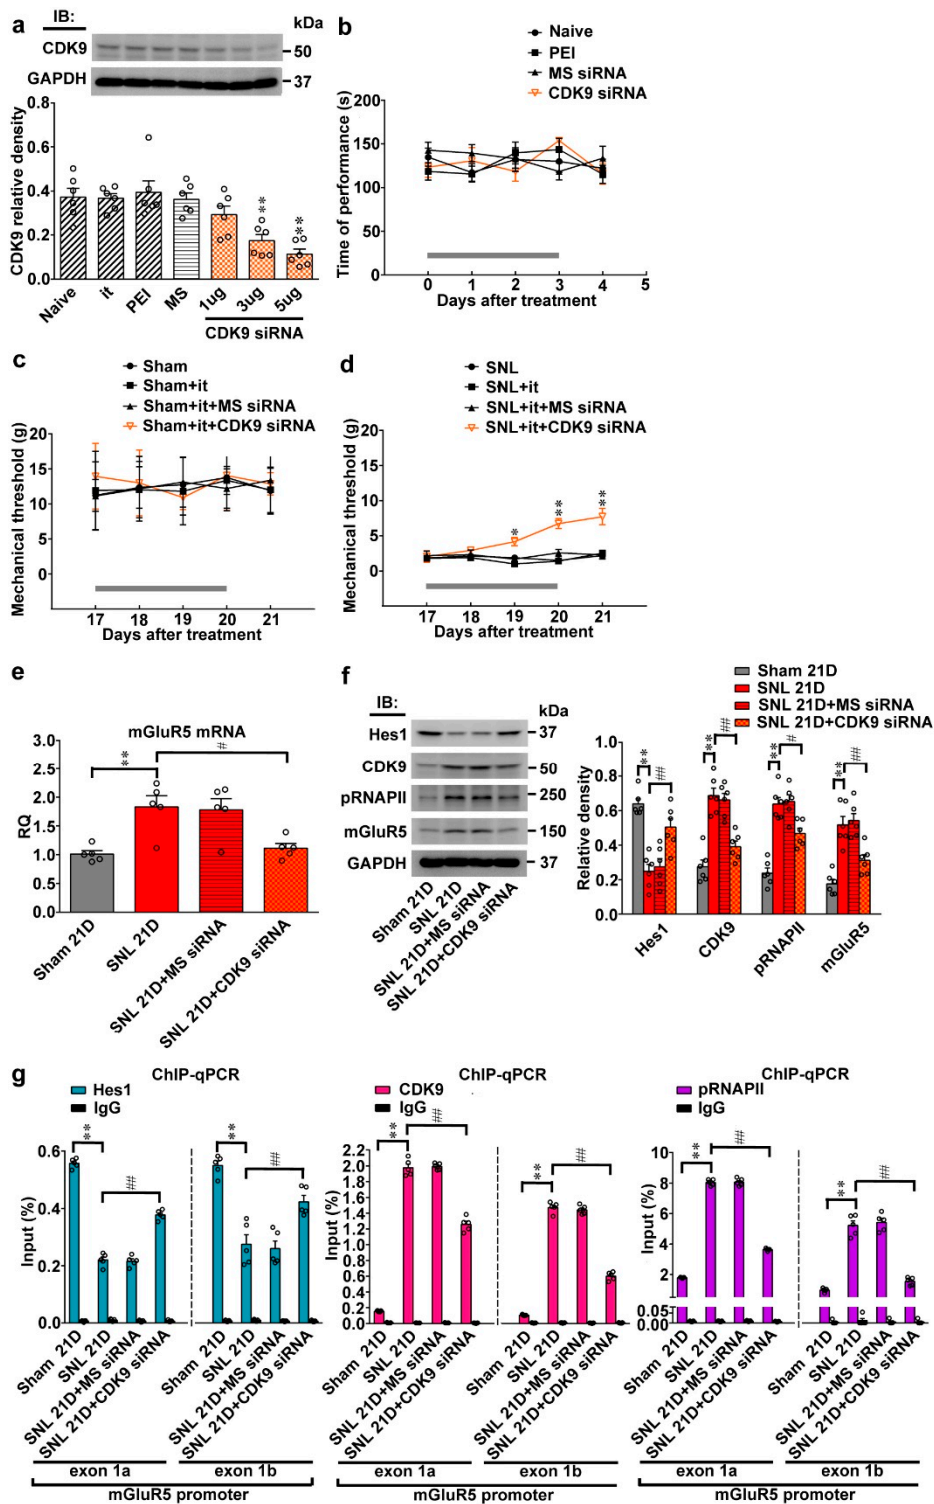 a
IB:
kDa
CDK9
50
GAPDH
37
CDK9 relative density
0.8
0.6
0.4
0.2
0.0
**
**
Naive
it
PEI
MS
1ug
3ug
5ug
CDK9 siRNA
b
Naive
PEI
MS siRNA
CDK9 siRNA
Time of performance (s)
200
150
100
50
0
0 1 2 3 4 5
Days after treatment
c
Sham
Sham+it
Sham+it+MS siRNA
Sham+it+CDK9 siRNA
Mechanical threshold (g)
20
15
10
5
0
17 18 19 20 21
Days after treatment
d
SNL
SNL+it
SNL+it+MS siRNA
SNL+it+CDK9 siRNA
Mechanical threshold (g)
20
15
10
5
0
*
**
**
17 18 19 20 21
Days after treatment
e
mGluR5 mRNA
RQ
3.0
2.5
2.0
1.5
1.0
0.5
0.0
**
#
Sham 21D
SNL 21D
SNL 21D+MS siRNA
SNL 21D+CDK9 siRNA
f
IB:
kDa
Hes1
37
CDK9
50
pRNAPII
250
mGluR5
150
GAPDH
37
Sham 21D
SNL 21D
SNL 21D+MS siRNA
SNL 21D+CDK9 siRNA
Sham 21D
SNL 21D
SNL 21D+MS siRNA
SNL 21D+CDK9 siRNA
Relative density
1.0
0.8
0.6
0.4
0.2
0.0
**
##
**
##
**
#
**
##
Hes1
CDK9
pRNAPII
mGluR5
g
ChIP-qPCR
Hes1
IgG
Input (%)
0.6
0.4
0.2
0.0
**
##
**
##
Sham 21D
SNL 21D
SNL 21D+MS siRNA
SNL 21D+CDK9 siRNA
Sham 21D
SNL 21D
SNL 21D+MS siRNA
SNL 21D+CDK9 siRNA
exon 1a
exon 1b
mGluR5 promoter
ChIP-qPCR
CDK9
IgG
Input (%)
2.0
1.8
1.6
1.4
1.2
1.0
0.8
0.6
0.4
0.2
0.0
**
##
**
##
Sham 21D
SNL 21D
SNL 21D+MS siRNA
SNL 21D+CDK9 siRNA
Sham 21D
SNL 21D
SNL 21D+MS siRNA
SNL 21D+CDK9 siRNA
exon 1a
exon 1b
mGluR5 promoter
ChIP-qPCR
pRNAPII
IgG
Input (%)
10
8
6
4
2
0.05
0.00
**
##
**
##
Sham 21D
SNL 21D
SNL 21D+MS siRNA
SNL 21D+CDK9 siRNA
Sham 21D
SNL 21D
SNL 21D+MS siRNA
SNL 21D+CDK9 siRNA
exon 1a
exon 1b
mGluR5 promoter